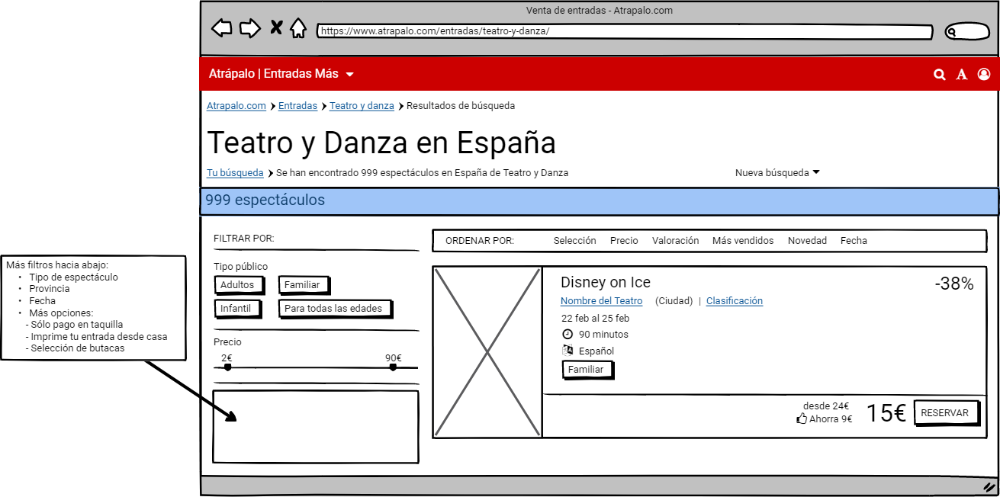 Venta de entradas - Atrapalo.com
https://www.atrapalo.com/entradas/teatro-y-danza/
Atrápalo | Entradas Más
A
Atrapalo.com Entradas Teatro y danza Resultados de búsqueda
Teatro y Danza en España
Tu búsqueda Se han encontrado 999 espectáculos en España de Teatro y Danza
Nueva búsqueda
999 espectáculos
Más filtros hacia abajo:
• Tipo de espectáculo
• Provincia
• Fecha
• Más opciones:
- Sólo pago en taquilla
- Imprime tu entrada desde casa
- Selección de butacas
FILTRAR POR:
Tipo público
Adultos Familiar
Infantil Para todas las edades
Precio
2€ 90€
ORDENAR POR: Selección Precio Valoración Más vendidos Novedad Fecha
Disney on Ice
-38%
Nombre del Teatro (Ciudad) | Clasificación
22 feb al 25 feb
90 minutos
Español
Familiar
desde 24€
Ahorra 9€
15€
RESERVAR